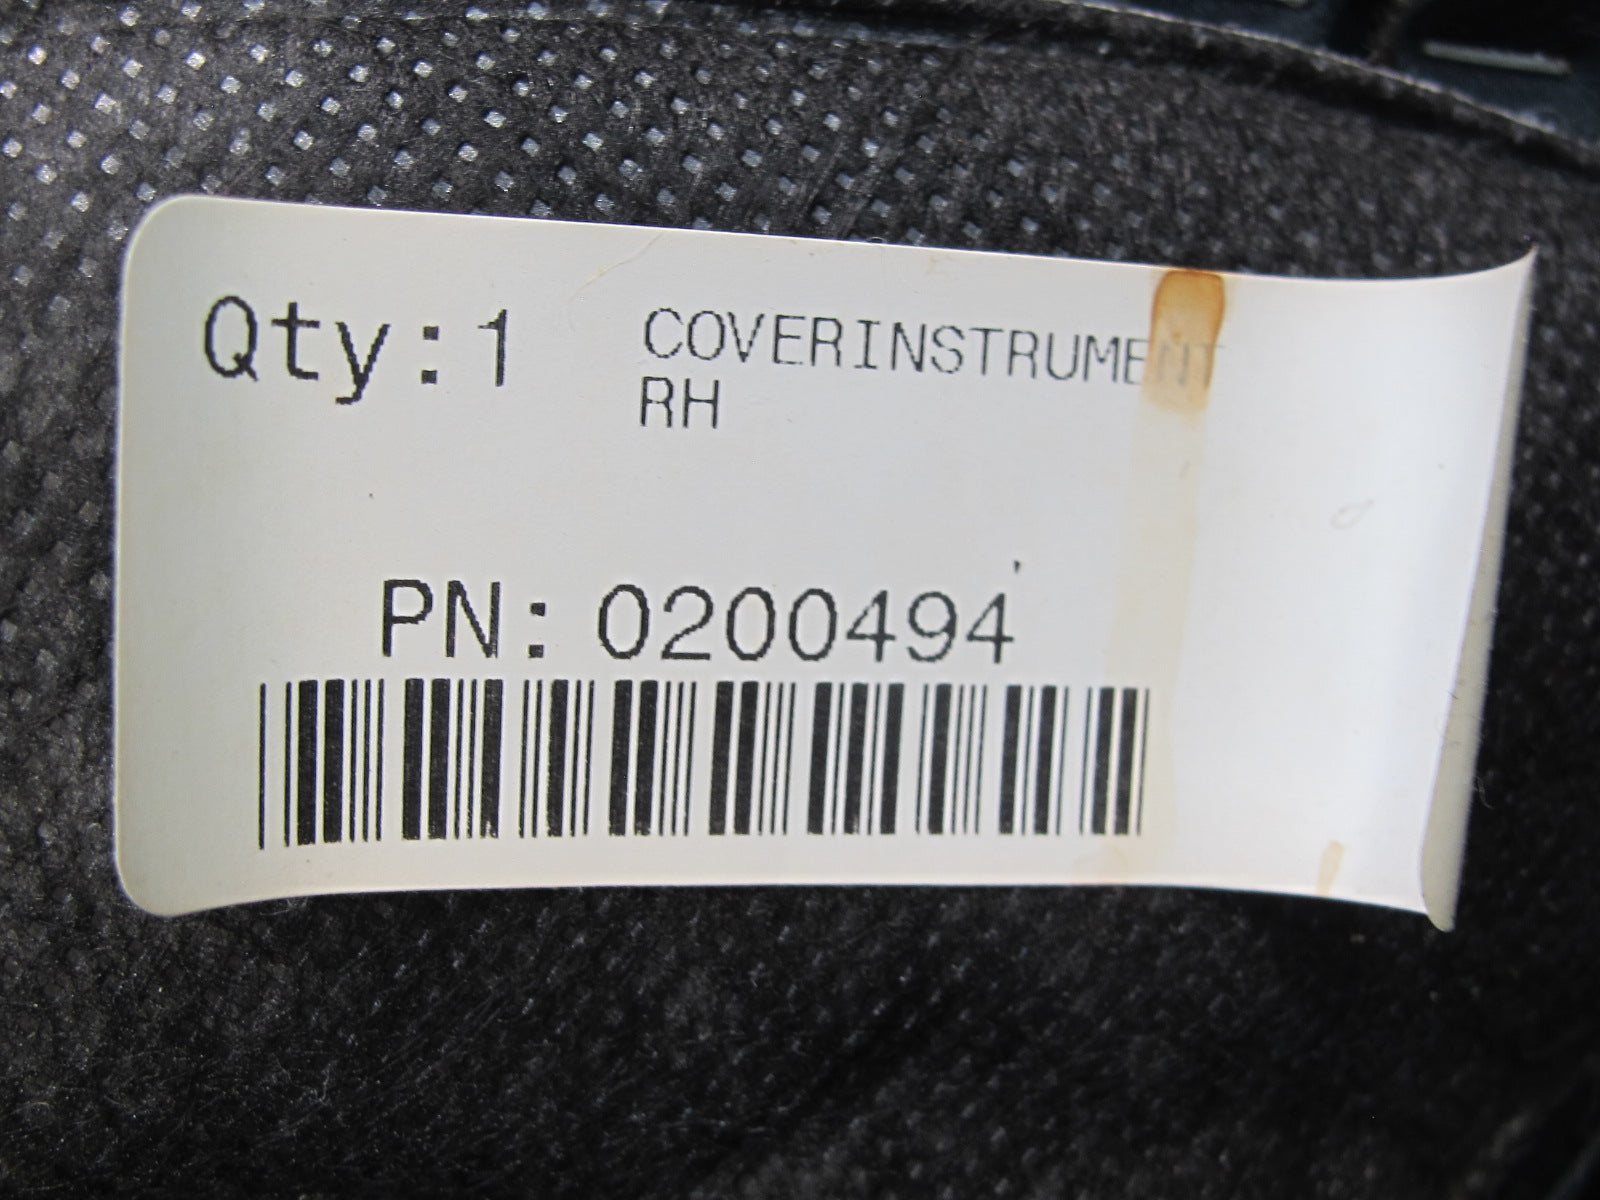 Qty:1 COVERINSTRUMENT
RH
PN: 0200494